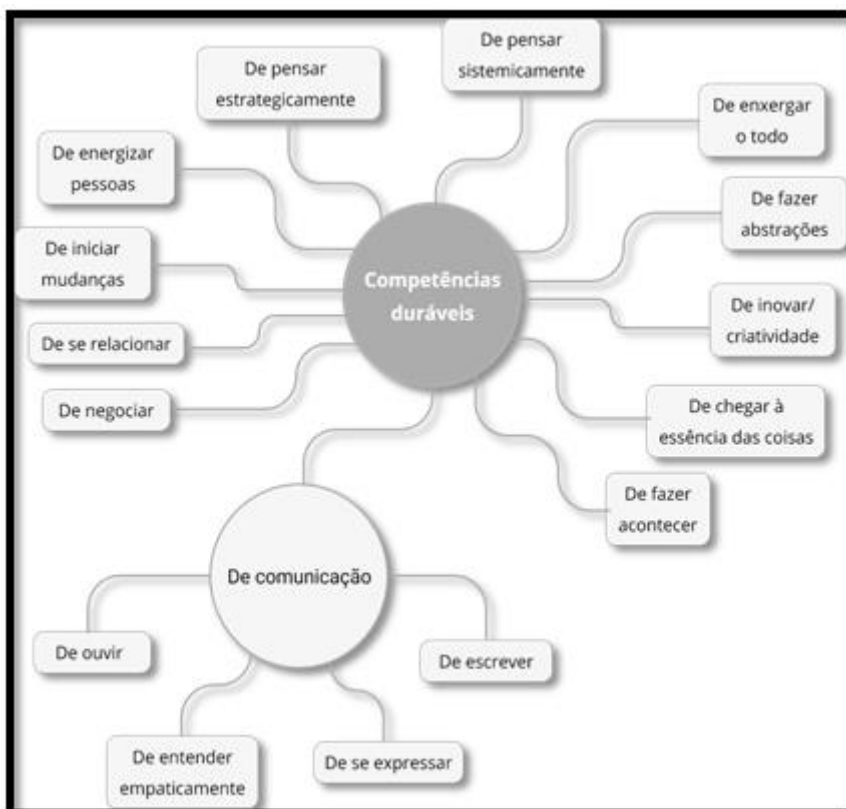 De pensar
sistemicamente
De pensar
estrategicamente
De enxergar
o todo
De energizar
pessoas
De fazer
abstrações
De iniciar
mudanças
Competências
duráveis
De inovar/
criatividade
De se relacionar
De negociar
De chegar à
essência das coisas
De fazer
acontecer
De comunicação
De ouvir
De escrever
De entender
empaticamente
De se expressar